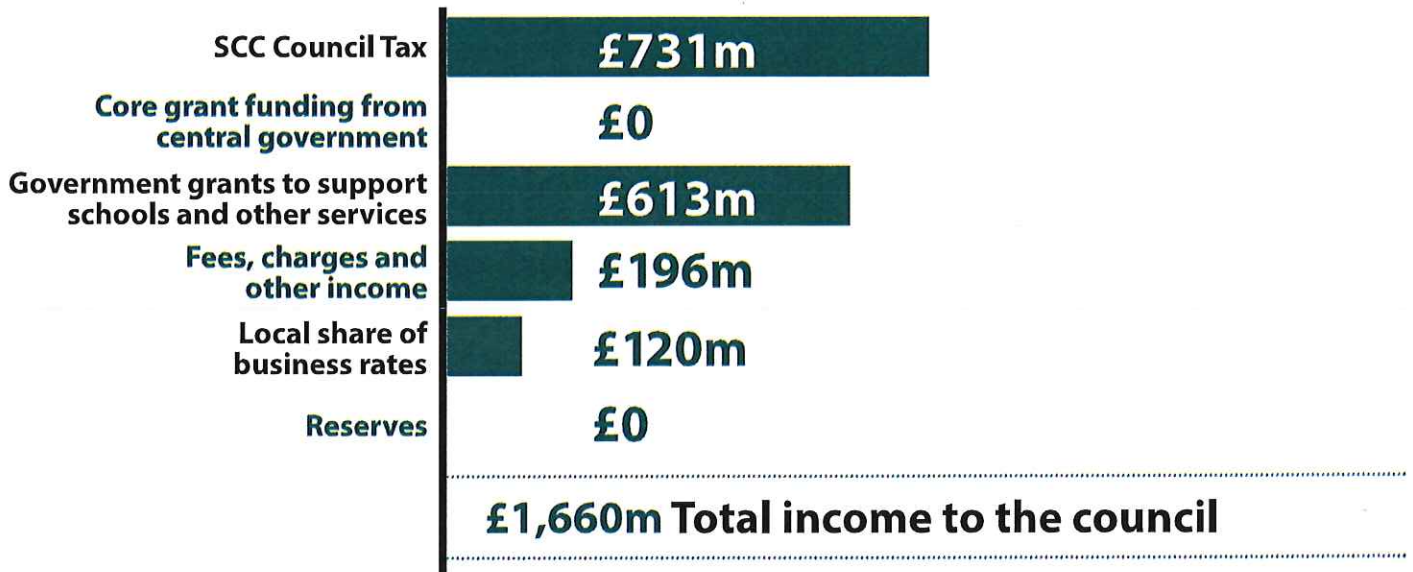 SCC Council Tax
£731m
Core grant funding from
central government
£0
Government grants to support
schools and other services
£613m
Fees, charges and
other income
£196m
Local share of
business rates
£120m
Reserves
£0
£1,660m Total income to the council